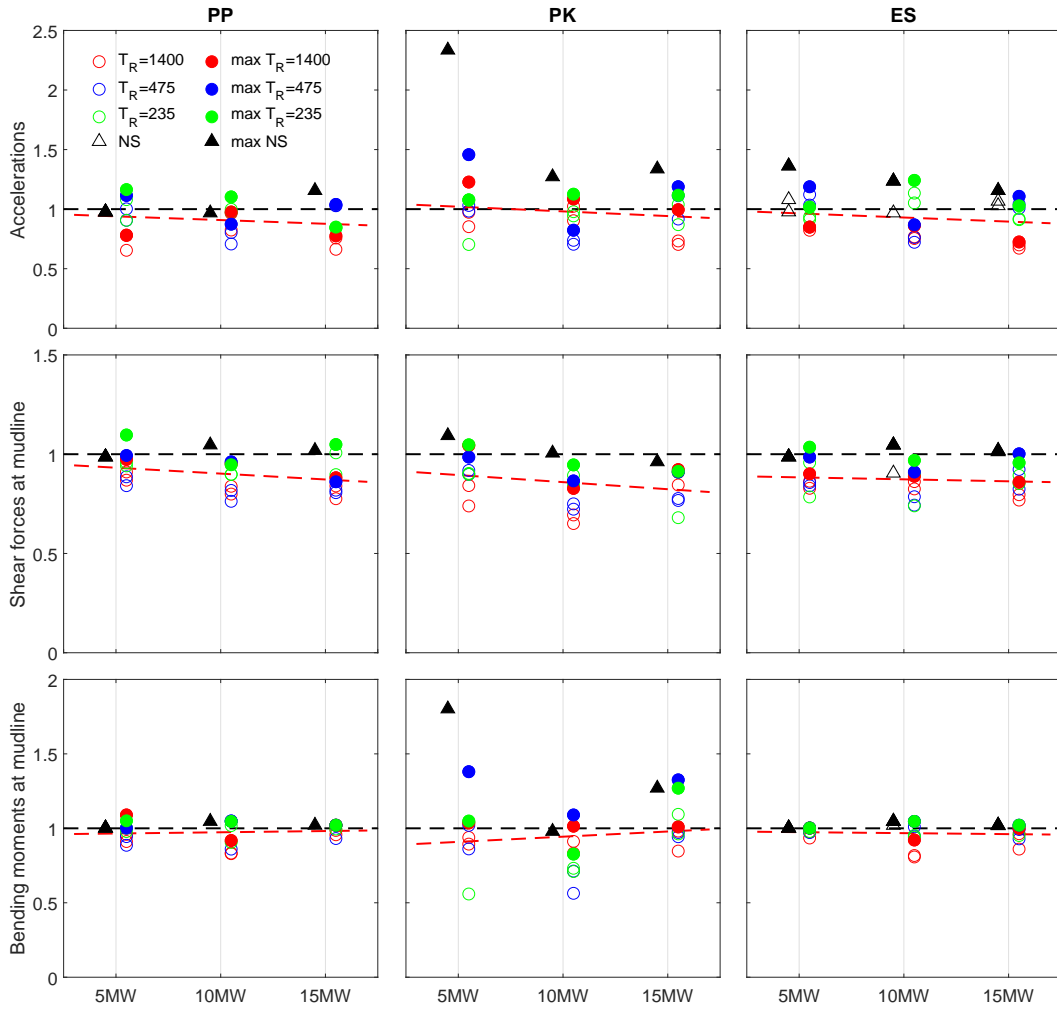 PP PK ES
2.5
2
1.5
1
0.5
0
Accelerations
T_R=1400 max T_R=1400
T_R=475 max T_R=475
T_R=235 max T_R=235
NS max NS
1.5
1
0.5
0
Shear forces at mudline
2
1.5
1
0.5
0
Bending moments at mudline
5MW 10MW 15MW 5MW 10MW 15MW 5MW 10MW 15MW